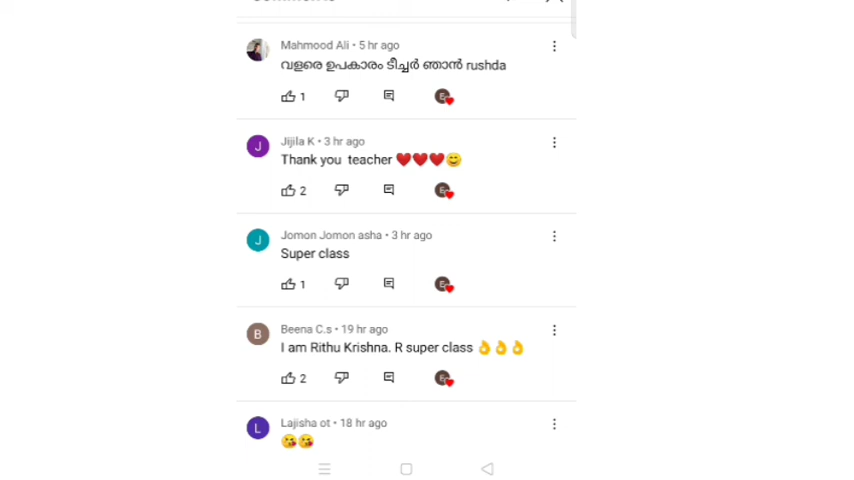 Mahmood Ali • 5 hr ago
വളരെ ഉപകാരം ടീച്ചർ ഞാൻ rushda
1
E
J
Jijila K • 3 hr ago
Thank you teacher ❤️❤️❤️😊
2
E
J
Jomon Jomon asha • 3 hr ago
Super class
1
E
B
Beena C.s • 19 hr ago
I am Rithu Krishna. R super class 👌👌👌
2
E
L
Lajisha ot • 18 hr ago
😘😘